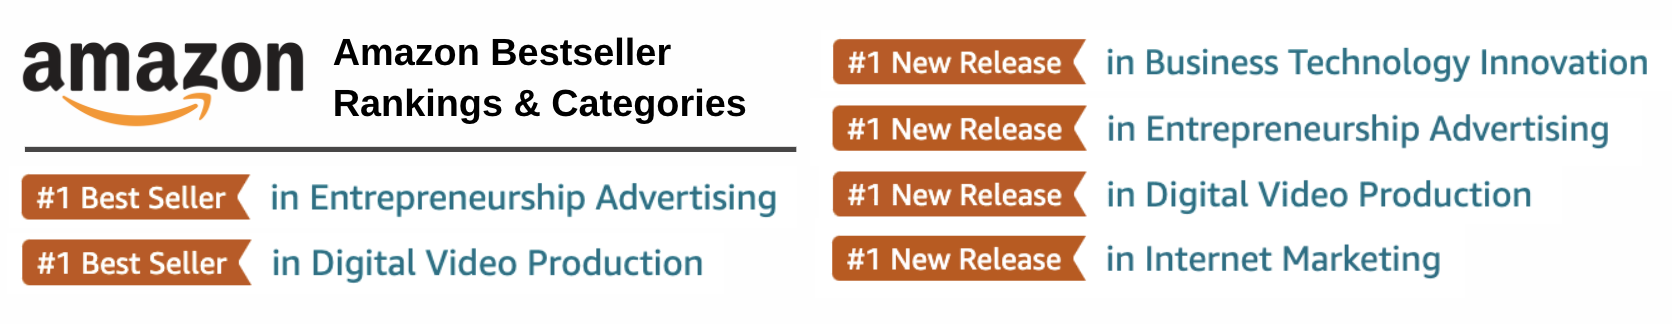 amazon
Amazon Bestseller
Rankings & Categories
#1 Best Seller in Entrepreneurship Advertising
#1 Best Seller in Digital Video Production
#1 New Release in Business Technology Innovation
#1 New Release in Entrepreneurship Advertising
#1 New Release in Digital Video Production
#1 New Release in Internet Marketing